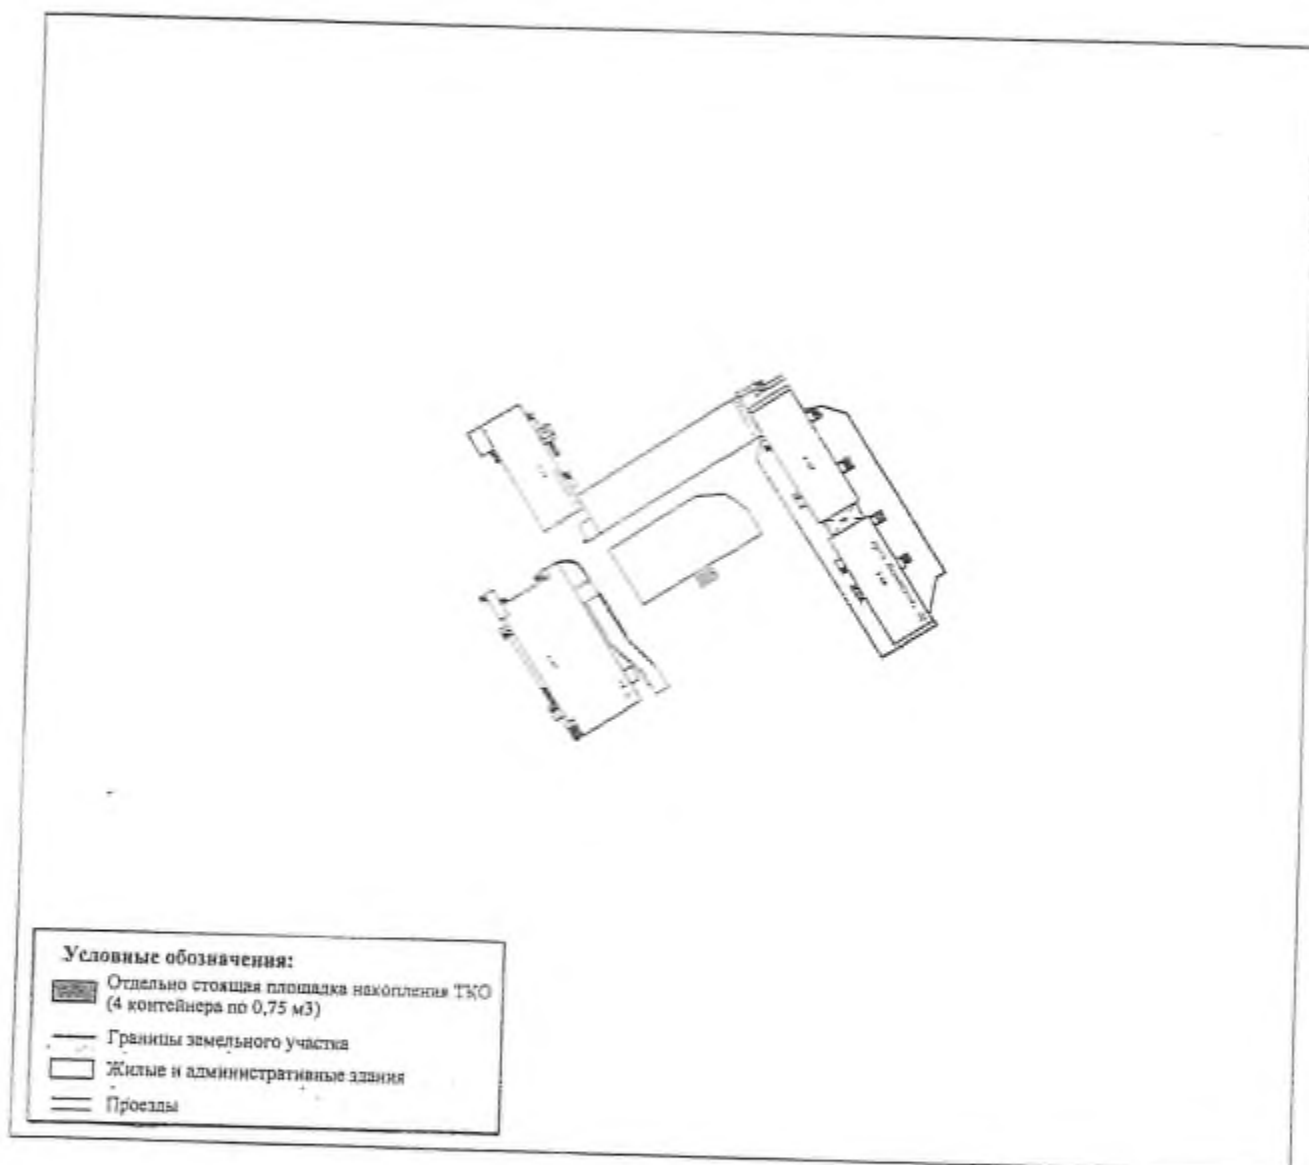 Условные обозначения:
Отдельно стоящая площадка накопления ТКО
(4 контейнера по 0,75 м3)
Границы земельного участка
Жилые и административные здания
Проезды